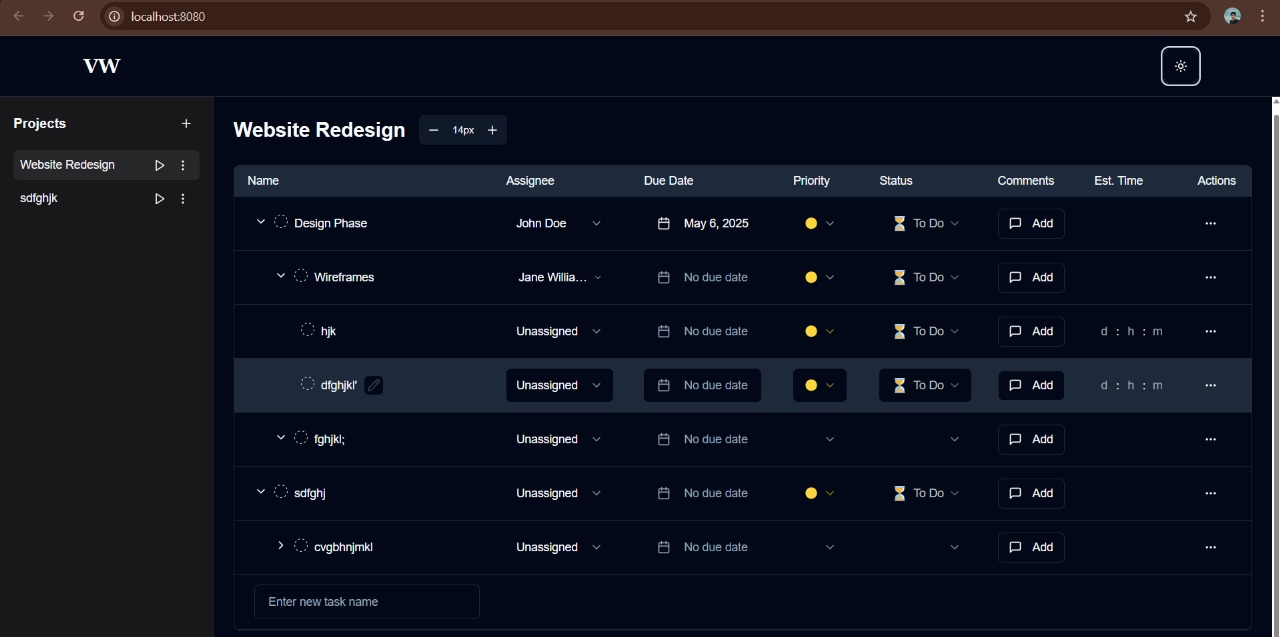 localhost:8080
VW
Projects
Website Redesign
sdfghjk
Website Redesign 14px
Name Assignee Due Date Priority Status Comments Est. Time Actions
Design Phase John Doe May 6, 2025 To Do Add
Wireframes Jane Willia... No due date To Do Add
hjk Unassigned No due date To Do Add d : h : m
dfghjkl' Unassigned No due date To Do Add d : h : m
fghjkl; Unassigned No due date Add
sdfghj Unassigned No due date To Do Add
cvgbhnjmkl Unassigned No due date Add
Enter new task name